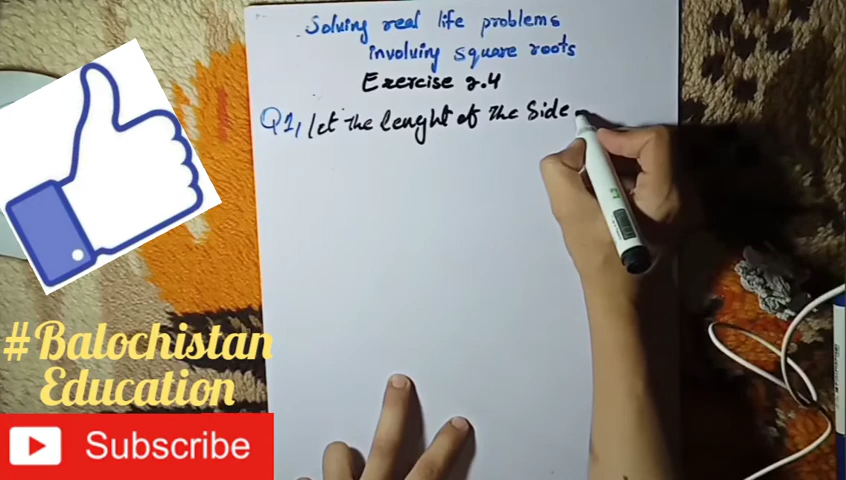 Solving real life problems
involving square roots
Exercise 2.4
Q1, let the lenght of the Side
#Balochistan
Education
Subscribe